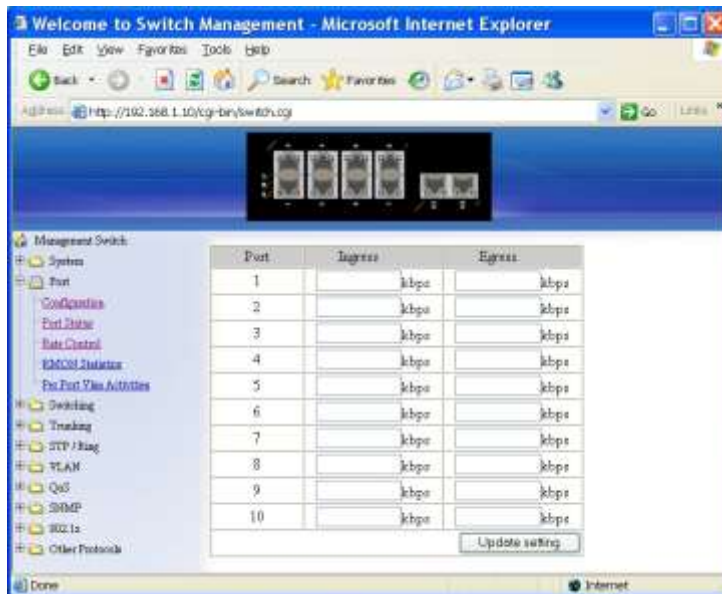 Welcome to Switch Management - Microsoft Internet Explorer
File Edit View Favorites Tools Help
Back Search Favorites
Address http://192.168.1.10/cgi-bin/switch.cgi Go Links »
Management Switch
System
Port
Configuration
Port Status
Rate Control
RMON Statistics
Per Port Vlan Activities
Switching
Trunking
STP / Ring
VLAN
QoS
SNMP
802.1x
Other Protocols
Port Ingress Egress
1 kbps kbps
2 kbps kbps
3 kbps kbps
4 kbps kbps
5 kbps kbps
6 kbps kbps
7 kbps kbps
8 kbps kbps
9 kbps kbps
10 kbps kbps
Update setting
Done Internet